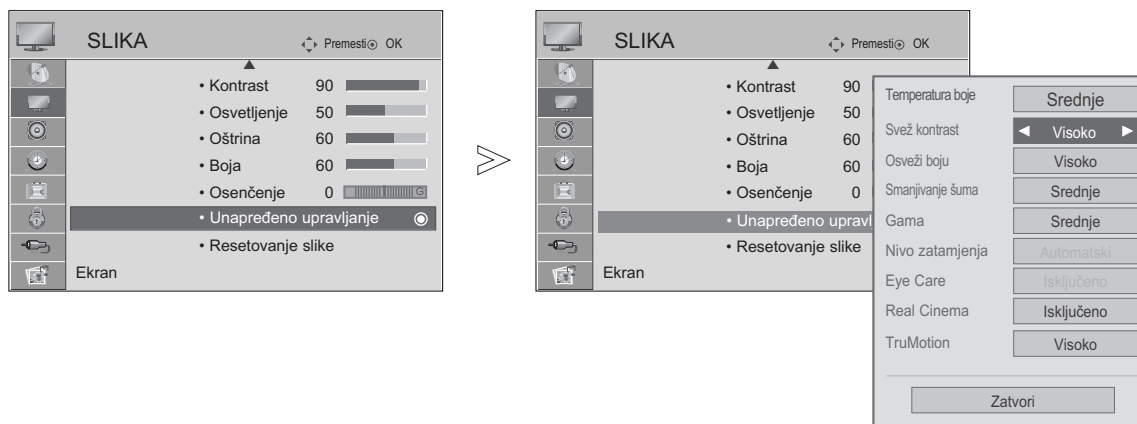 SLIKA Premesti OK
• Kontrast 90
• Osvetljenje 50
• Oštrina 60
• Boja 60
• Osenčenje 0 G
• Unapređeno upravljanje
• Resetovanje slike
Ekran
SLIKA Premesti OK
• Kontrast 90
• Osvetljenje 50
• Oštrina 60
• Boja 60
• Osenčenje 0
• Unapređeno upravl
• Resetovanje slike
Ekran
Temperatura boje Srednje
Svež kontrast Visoko
Osveži boju Visoko
Smanjivanje šuma Srednje
Gama Srednje
Nivo zatamjenja Automatski
Eye Care Isključeno
Real Cinema Isključeno
TruMotion Visoko
Zatvori